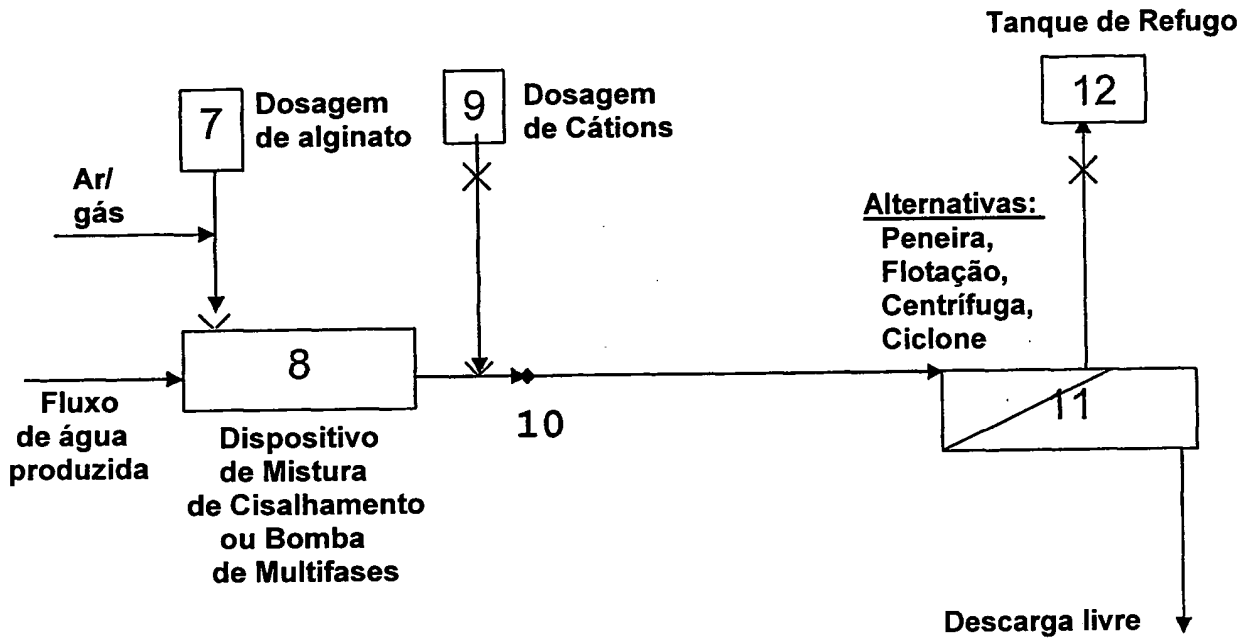 Tanque de Refugo
12
7
Dosagem
de alginato
9
Dosagem
de Cátions
Ar/
gás
Alternativas:
Peneira,
Flotação,
Centrífuga,
Ciclone
8
11
10
Fluxo
de água
produzida
Dispositivo
de Mistura
de Cisalhamento
ou Bomba
de Multifases
Descarga livre